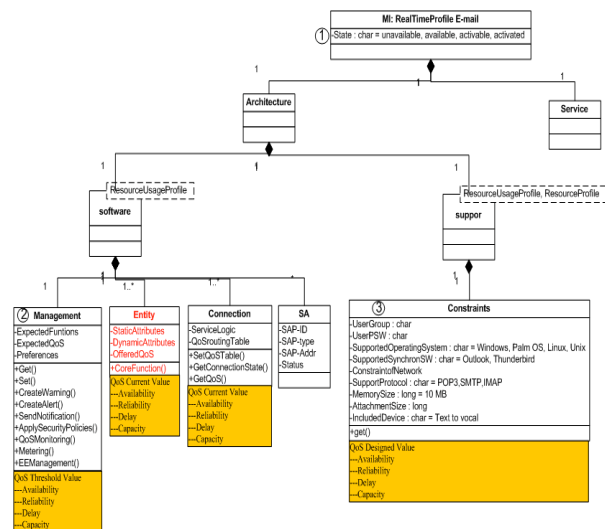 MI: RealTimeProfile E-mail
① -State : char = unavailable, available, activable, activated
1
1
1
Architecture
Service
1
1
1
ResourceUsageProfile
software
ResourceUsageProfile, ResourceProfile
suppor
1
1
1..*
1..*
*
1
1
② Management
-ExpectedFuntions
-ExpectedQoS
-Preferences
+Get()
+Set()
+CreateWarning()
+CreateAlert()
+SendNotification()
+ApplySecurityPolicies()
+QoSMonitoring()
+Metering()
+EEManagement()
QoS Threshold Value
---Availability
---Reliability
---Delay
---Capacity
Entity
-StaticAttributes
-DynamicAttributes
-OfferedQoS
+CoreFunction()
QoS Current Value
---Availability
---Reliability
---Delay
---Capacity
Connection
-ServiceLogic
-QoSroutingTable
+SetQoSTable()
+GetConnectionState()
+GetQoS()
QoS Current Value
---Availability
---Reliability
---Delay
---Capacity
SA
-SAP-ID
-SAP-type
-SAP-Addr
-Status
③ Constraints
-UserGroup : char
-UserPSW : char
-SupportedOperatingSystem : char = Windows, Palm OS, Linux, Unix
-SupportedSynchronSW : char = Outlook, Thunderbird
-ConstraintofNetwork
-SupportProtocol : char = POP3,SMTP,IMAP
-MemorySize : long = 10 MB
-AttachmentSize : long
-IncludedDevice : char = Text to vocal
+get()
QoS Designed Value
---Availability
---Reliability
---Delay
---Capacity